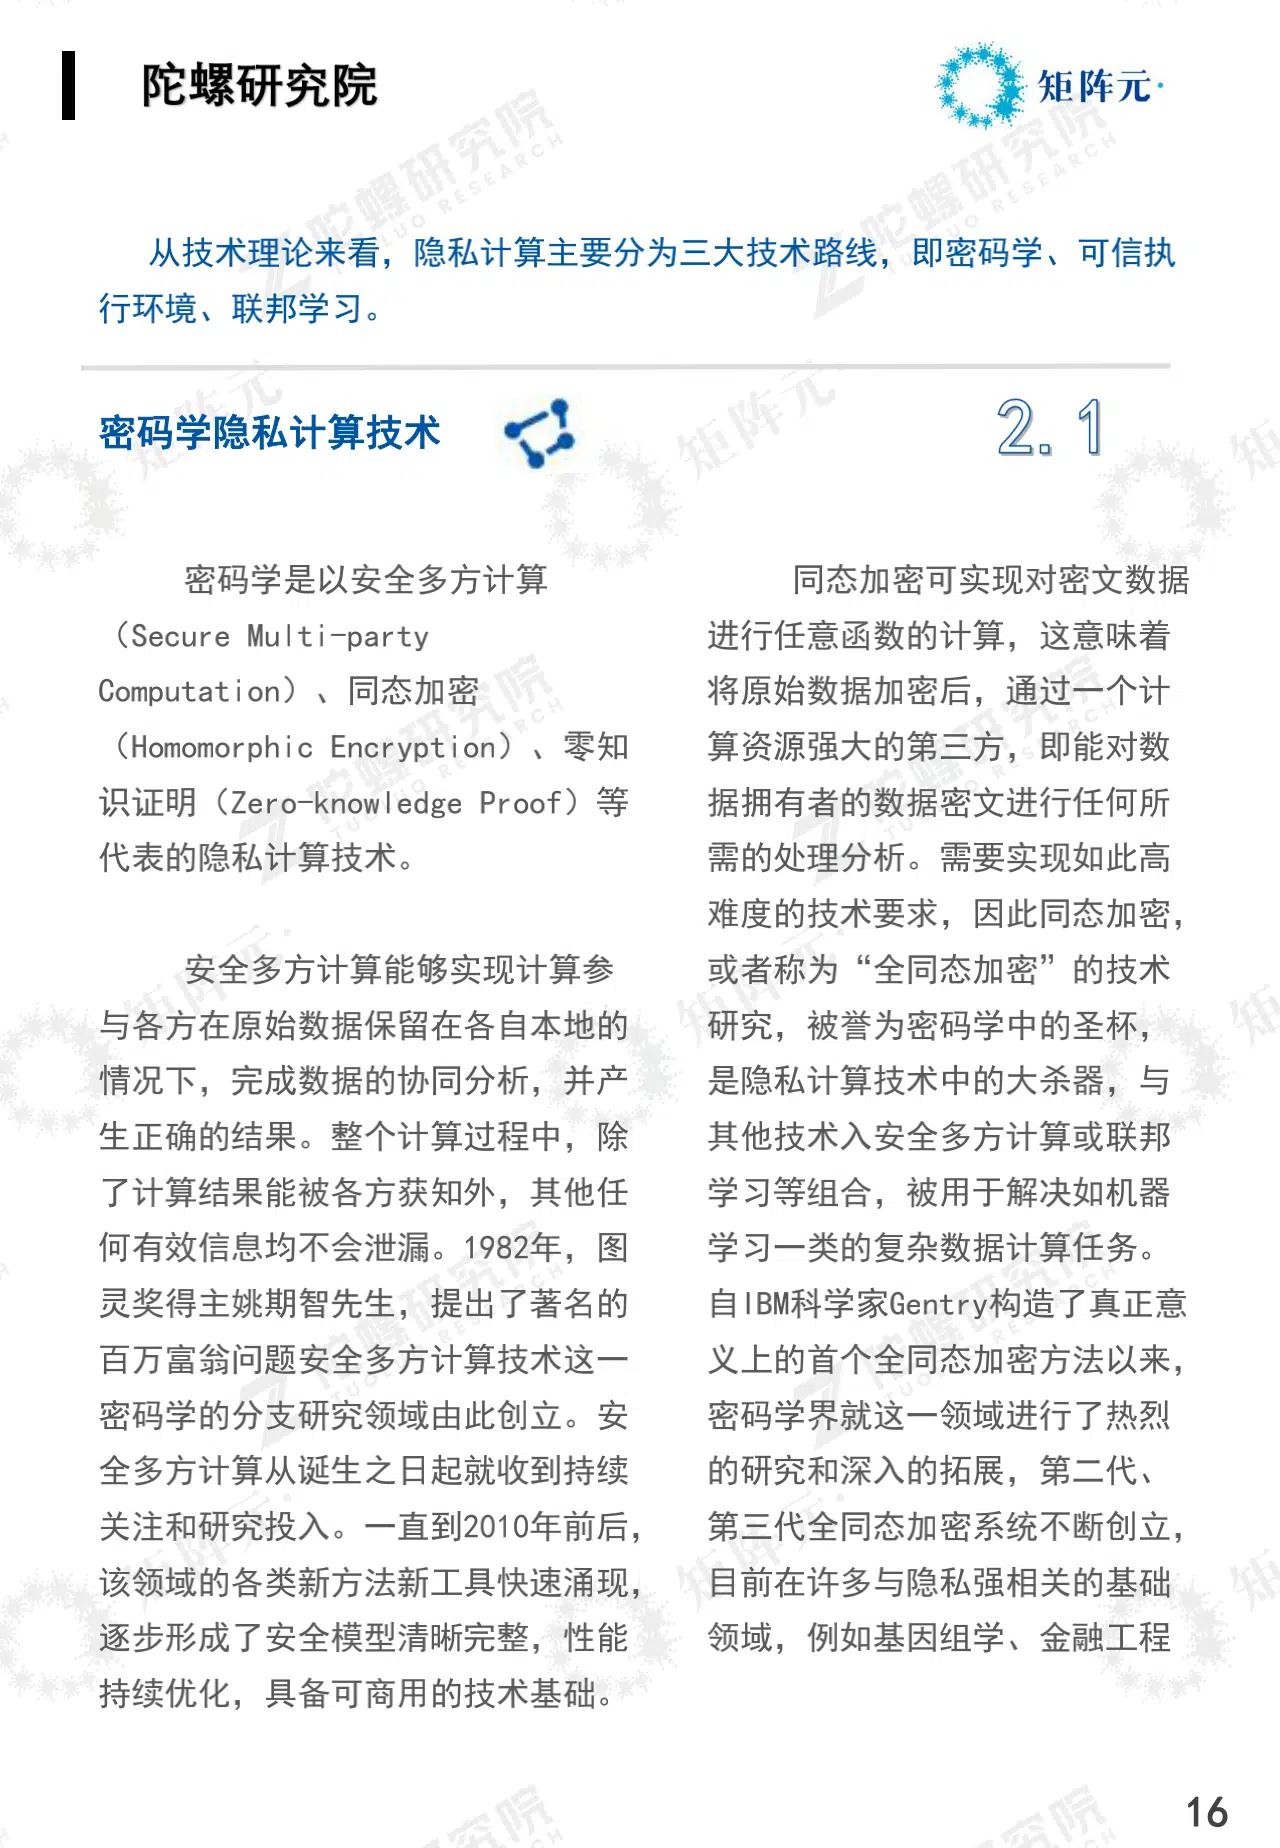 陀螺研究院
矩阵元
从技术理论来看，隐私计算主要分为三大技术路线，即密码学、可信执
行环境、联邦学习。
密码学隐私计算技术
2.1
密码学是以安全多方计算
（Secure Multi-party
Computation）、同态加密
（Homomorphic Encryption）、零知
识证明（Zero-knowledge Proof）等
代表的隐私计算技术。
安全多方计算能够实现计算参
与各方在原始数据保留在各自本地的
情况下，完成数据的协同分析，并产
生正确的结果。整个计算过程中，除
了计算结果能被各方获知外，其他任
何有效信息均不会泄漏。1982年，图
灵奖得主姚期智先生，提出了著名的
百万富翁问题安全多方计算技术这一
密码学的分支研究领域由此创立。安
全多方计算从诞生之日起就收到持续
关注和研究投入。一直到2010年前后，
该领域的各类新方法新工具快速涌现，
逐步形成了安全模型清晰完整，性能
持续优化，具备可商用的技术基础。
同态加密可实现对密文数据
进行任意函数的计算，这意味着
将原始数据加密后，通过一个计
算资源强大的第三方，即能对数
据拥有者的数据密文进行任何所
需的处理分析。需要实现如此高
难度的技术要求，因此同态加密，
或者称为“全同态加密”的技术
研究，被誉为密码学中的圣杯，
是隐私计算技术中的大杀器，与
其他技术入安全多方计算或联邦
学习等组合，被用于解决如机器
学习一类的复杂数据计算任务。
自IBM科学家Gentry构造了真正意
义上的首个全同态加密方法以来，
密码学界就这一领域进行了热烈
的研究和深入的拓展，第二代、
第三代全同态加密系统不断创立，
目前在许多与隐私强相关的基础
领域，例如基因组学、金融工程
16